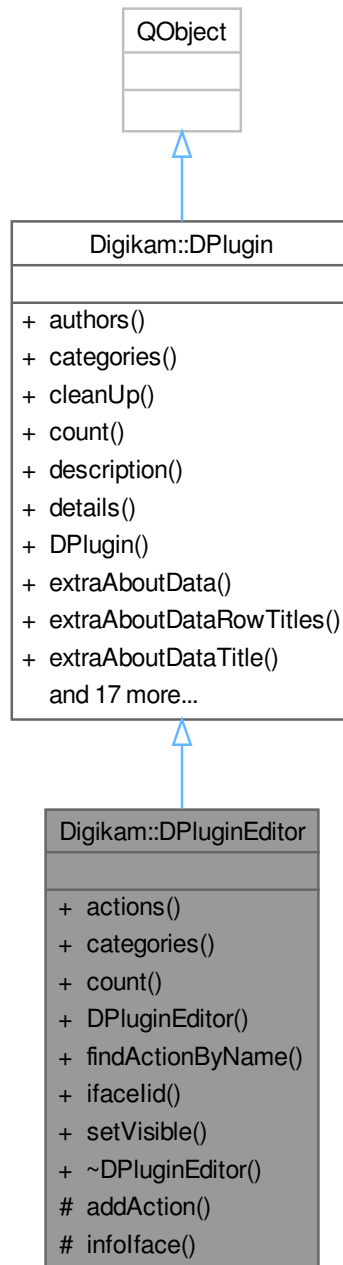 QObject
Digikam::DPlugin
+ authors()
+ categories()
+ cleanUp()
+ count()
+ description()
+ details()
+ DPlugin()
+ extraAboutData()
+ extraAboutDataRowTitles()
+ extraAboutDataTitle()
and 17 more...
Digikam::DPluginEditor
+ actions()
+ categories()
+ count()
+ DPluginEditor()
+ findActionByName()
+ ifaceIid()
+ setVisible()
+ ~DPluginEditor()
# addAction()
# infoIface()